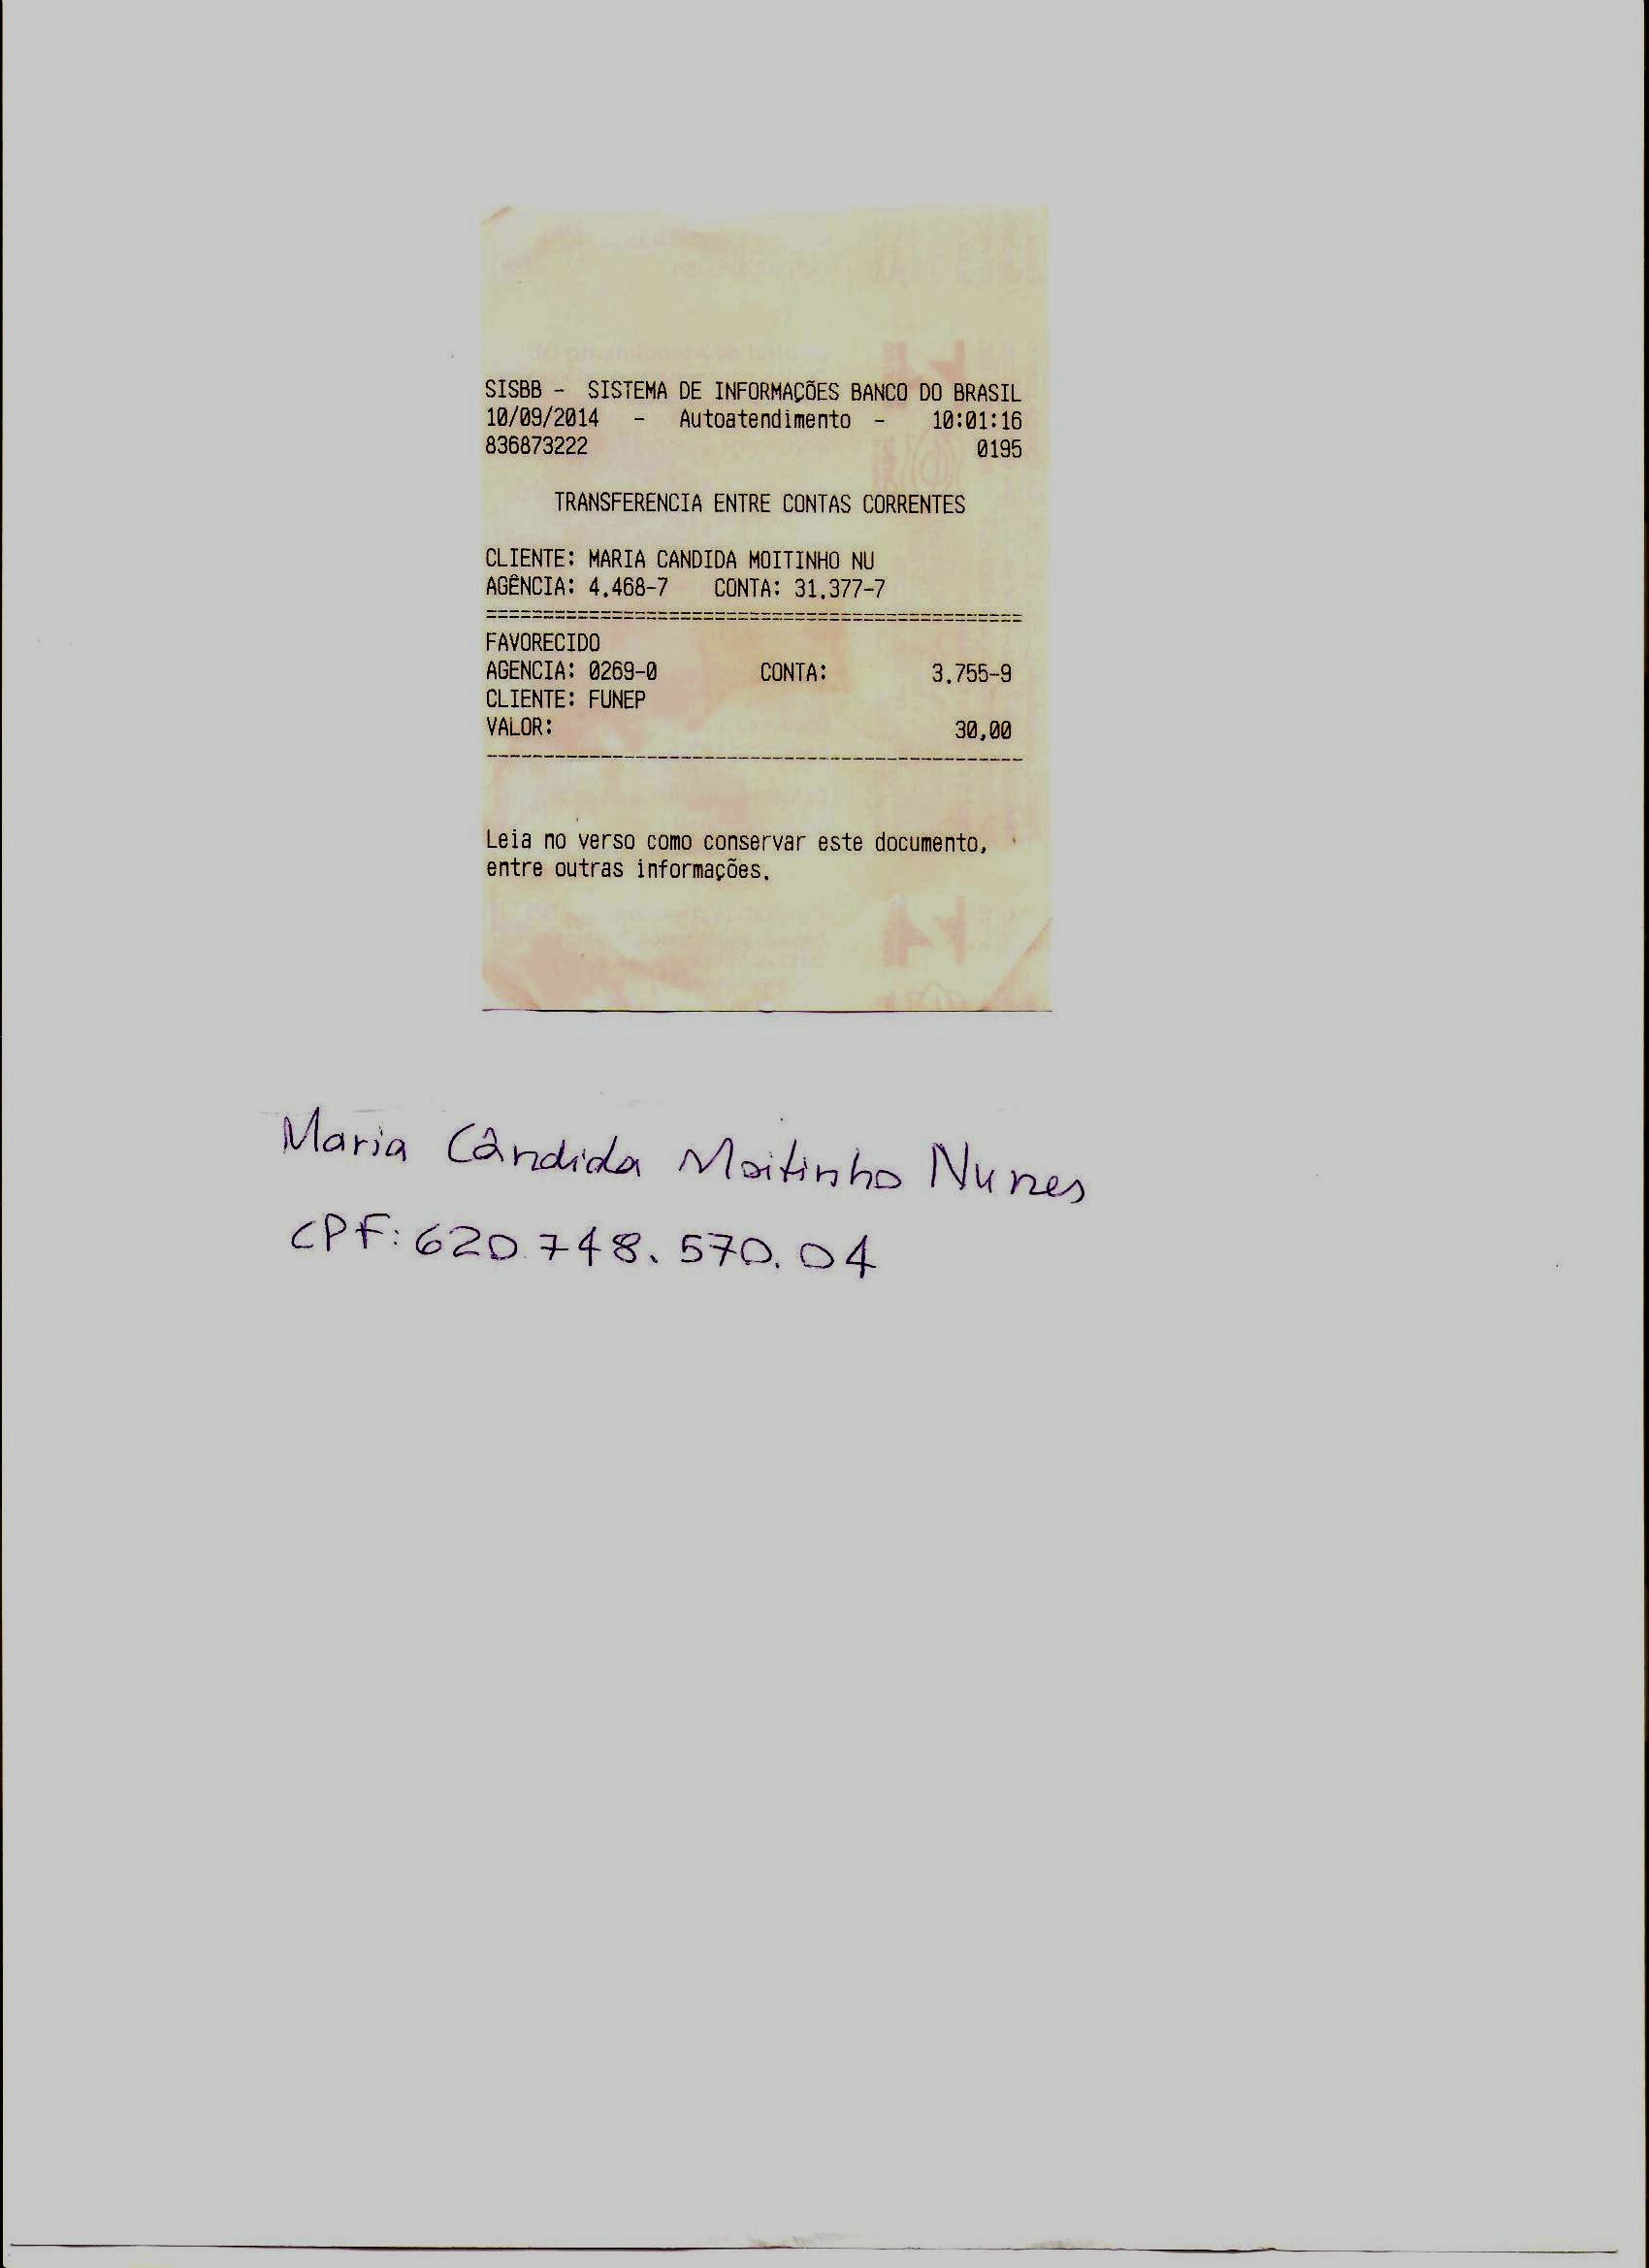 SISBB - SISTEMA DE INFORMAÇÕES BANCO DO BRASIL
10/09/2014 - Autoatendimento - 10:01:16
836873222 0195
TRANSFERENCIA ENTRE CONTAS CORRENTES
CLIENTE: MARIA CANDIDA MOITINHO NU
AGÊNCIA: 4.468-7 CONTA: 31.377-7
==============================================
FAVORECIDO
AGENCIA: 0269-0 CONTA: 3.755-9
CLIENTE: FUNEP
VALOR: 30,00
----------------------------------------------
Leia no verso como conservar este documento,
entre outras informações.
Maria Cândida Moitinho Nunes
CPF: 620.748.570.04